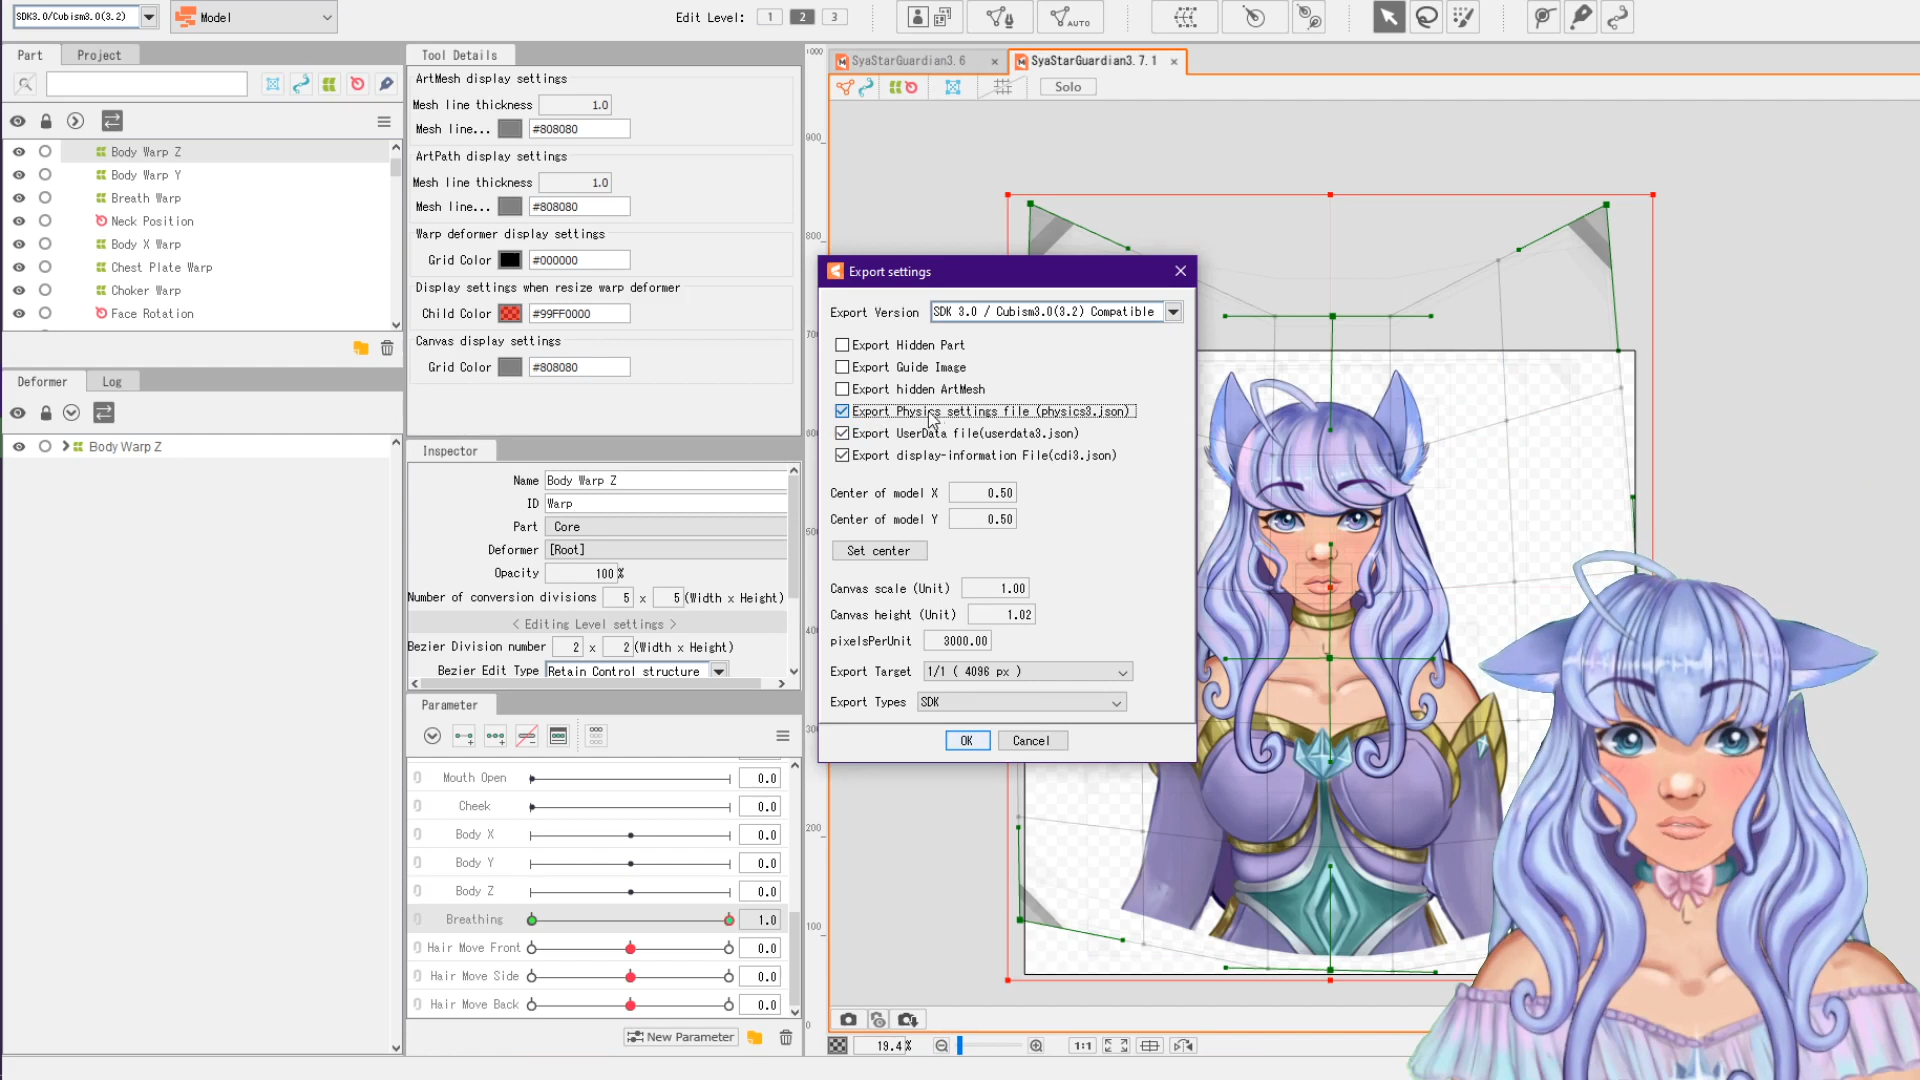 SDK3.0/Cubism3.0(3.2)
Model
Edit Level: 1 2 3
AUTO
Part
Project
Body Warp Z
Body Warp Y
Breath Warp
Neck Position
Body X Warp
Chest Plate Warp
Choker Warp
Face Rotation
Deformer
Log
Body Warp Z
Tool Details
ArtMesh display settings
Mesh line thickness 1.0
Mesh line... #808080
ArtPath display settings
Mesh line thickness 1.0
Mesh line... #808080
Warp deformer display settings
Grid Color #000000
Display settings when resize warp deformer
Child Color #99FF0000
Canvas display settings
Grid Color #808080
Inspector
Name Body Warp Z
ID Warp
Part Core
Deformer [Root]
Opacity 100 %
Number of conversion divisions 5 x 5 (Width x Height)
< Editing Level settings >
Bezier Division number 2 x 2 (Width x Height)
Bezier Edit Type Retain Control structure
Parameter
Mouth Open 0.0
Cheek 0.0
Body X 0.0
Body Y 0.0
Body Z 0.0
Breathing 1.0
Hair Move Front 0.0
Hair Move Side 0.0
Hair Move Back 0.0
New Parameter
SyaStarGuardian3.6
SyaStarGuardian3.7.1
Solo
1000
900
800
200
100
0
Export settings
Export Version SDK 3.0 / Cubism3.0(3.2) Compatible
Export Hidden Part
Export Guide Image
Export hidden ArtMesh
Export Physics settings file (physics3.json)
Export UserData file(userdata3.json)
Export display-information File(cdi3.json)
Center of model X 0.50
Center of model Y 0.50
Set center
Canvas scale (Unit) 1.00
Canvas height (Unit) 1.02
pixelsPerUnit 3000.00
Export Target 1/1 ( 4096 px )
Export Types SDK
OK
Cancel
19.4%
1:1